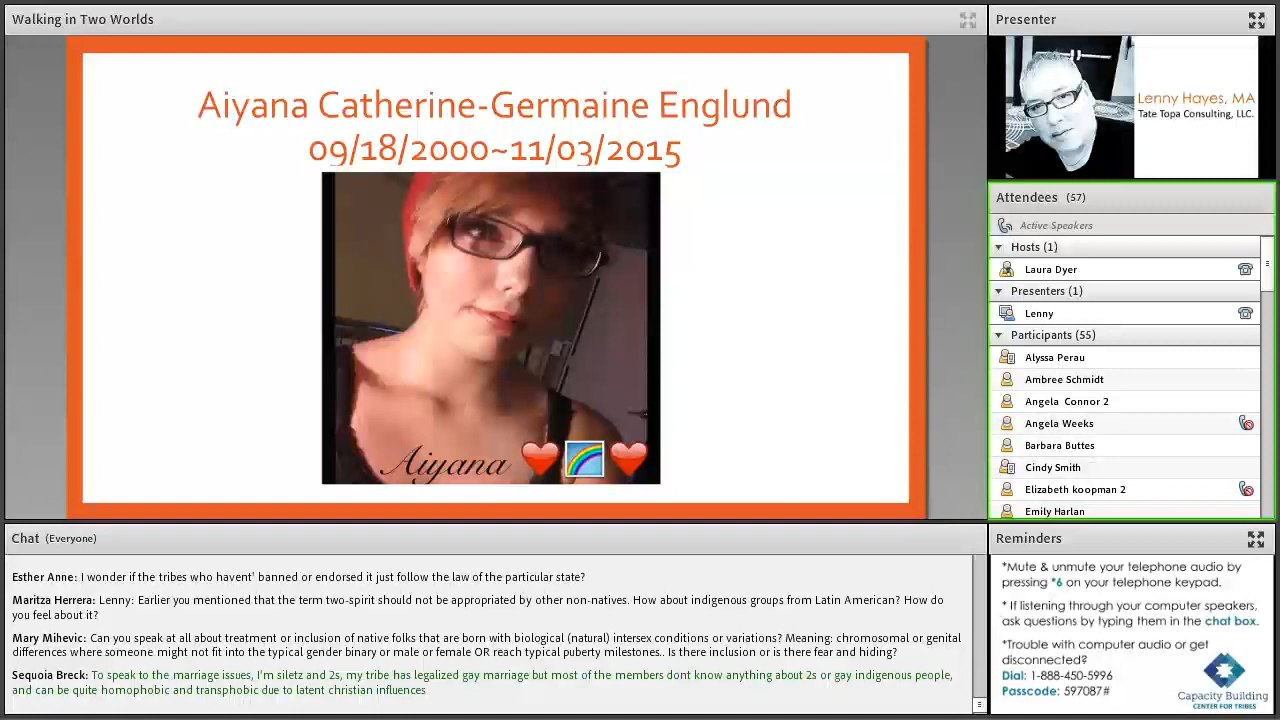 Walking in Two Worlds
Aiyana Catherine-Germaine Englund
09/18/2000~11/03/2015
Aiyana
Presenter
Lenny Hayes, MA
Tate Topa Consulting, LLC.
Attendees (57)
Active Speakers
Hosts (1)
Laura Dyer
Presenters (1)
Lenny
Participants (55)
Alyssa Perau
Ambree Schmidt
Angela Connor 2
Angela Weeks
Barbara Buttes
Cindy Smith
Elizabeth koopman 2
Emily Harlan
Chat (Everyone)
Esther Anne: I wonder if the tribes who havent' banned or endorsed it just follow the law of the particular state?
Maritza Herrera: Lenny: Earlier you mentioned that the term two-spirit should not be appropriated by other non-natives. How about indigenous groups from Latin American? How do
you feel about it?
Mary Mihevic: Can you speak at all about treatment or inclusion of native folks that are born with biological (natural) intersex conditions or variations? Meaning: chromosomal or genital
differences where someone might not fit into the typical gender binary or male or female OR reach typical puberty milestones.. Is there inclusion or is there fear and hiding?
Sequoia Breck: To speak to the marriage issues, I'm siletz and 2s, my tribe has legalized gay marriage but most of the members dont know anything about 2s or gay indigenous people,
and can be quite homophobic and transphobic due to latent christian influences
Reminders
*Mute & unmute your telephone audio by
pressing *6 on your telephone keypad.
* If listening through your computer speakers,
ask questions by typing them in the chat box.
*Trouble with computer audio or get
disconnected?
Dial: 1-888-450-5996
Passcode: 597087#
Capacity Building
CENTER FOR TRIBES